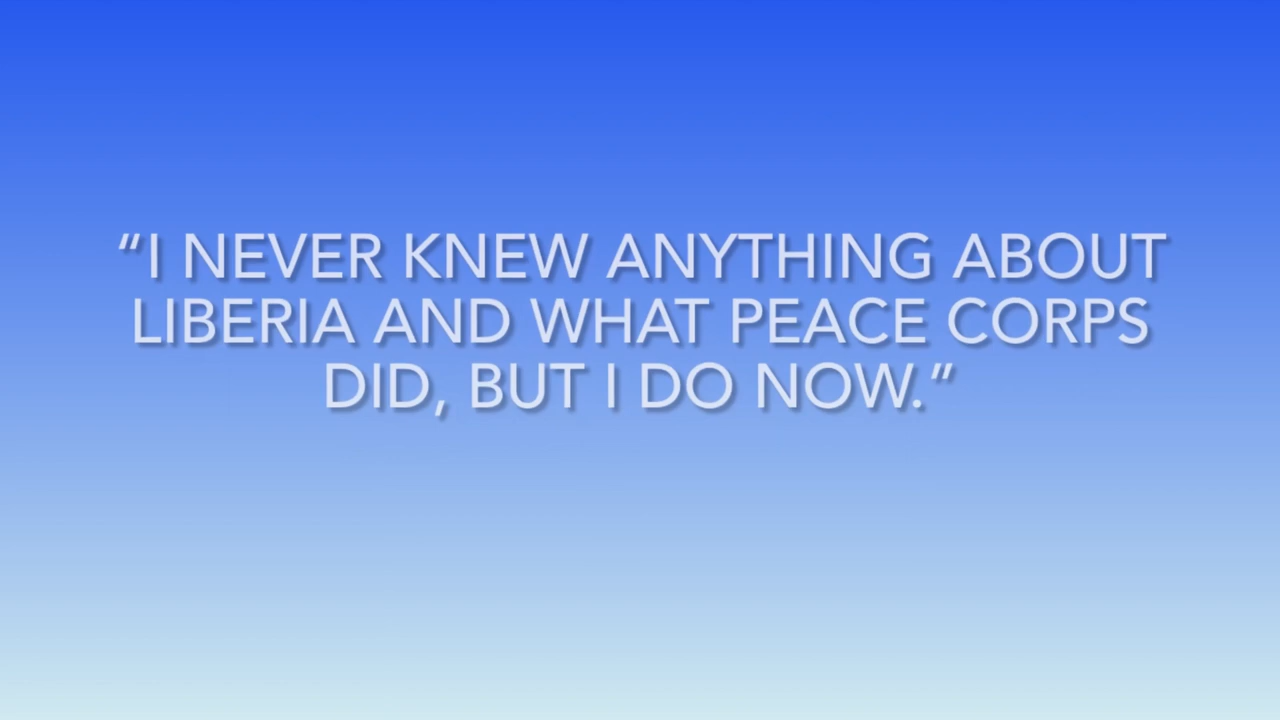 “I NEVER KNEW ANYTHING ABOUT
LIBERIA AND WHAT PEACE CORPS
DID, BUT I DO NOW.”